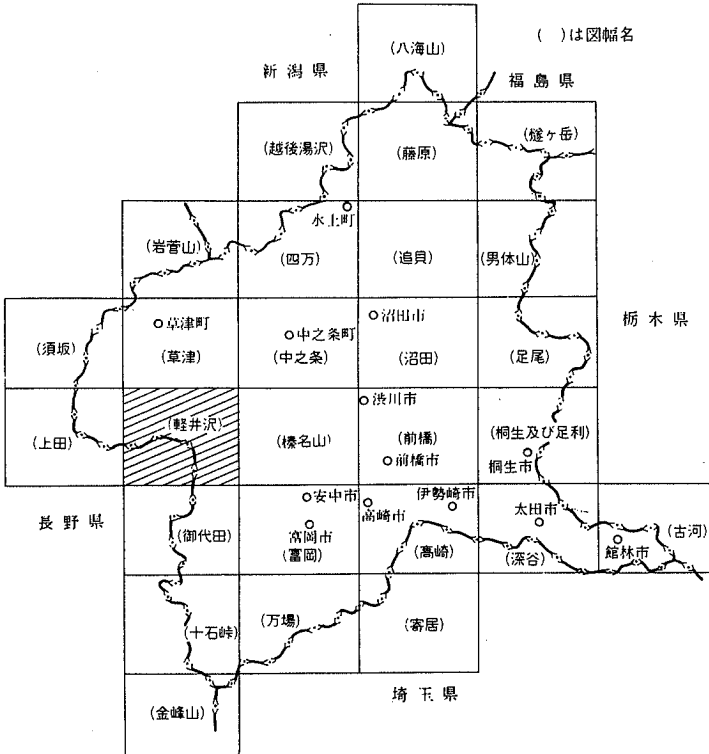 (八海山)
( )は図幅名
新潟県
福島県
(越後湯沢)
(藤原)
(燧ヶ岳)
水上町
(岩菅山)
(四万)
(追貝)
(男体山)
栃木県
(須坂)
草津町
(草津)
中之条町
(中之条)
沼田市
(沼田)
(足尾)
(上田)
(軽井沢)
(榛名山)
渋川市
(前橋)
前橋市
(桐生及び足利)
桐生市
長野県
(御代田)
安中市
富岡市
(富岡)
高崎市
伊勢崎市
(高崎)
太田市
(深谷)
館林市
(古河)
(十石峠)
(万場)
(寄居)
埼玉県
(金峰山)